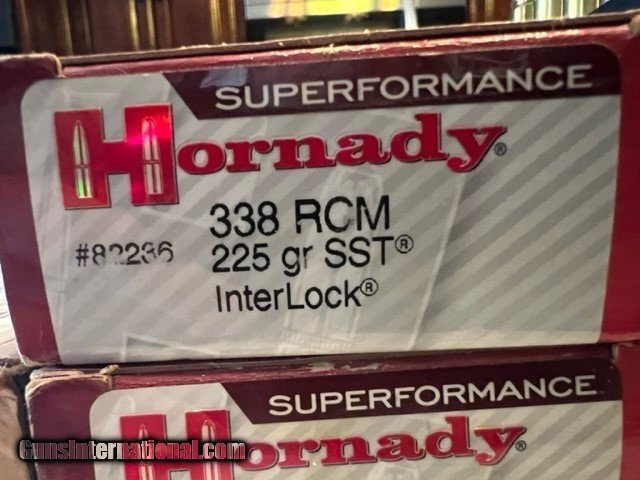 SUPERFORMANCE
Hornady®
338 RCM
#82236 225 gr SST®
InterLock®
SUPERFORMANCE
Hornady®
GunsInternational.com